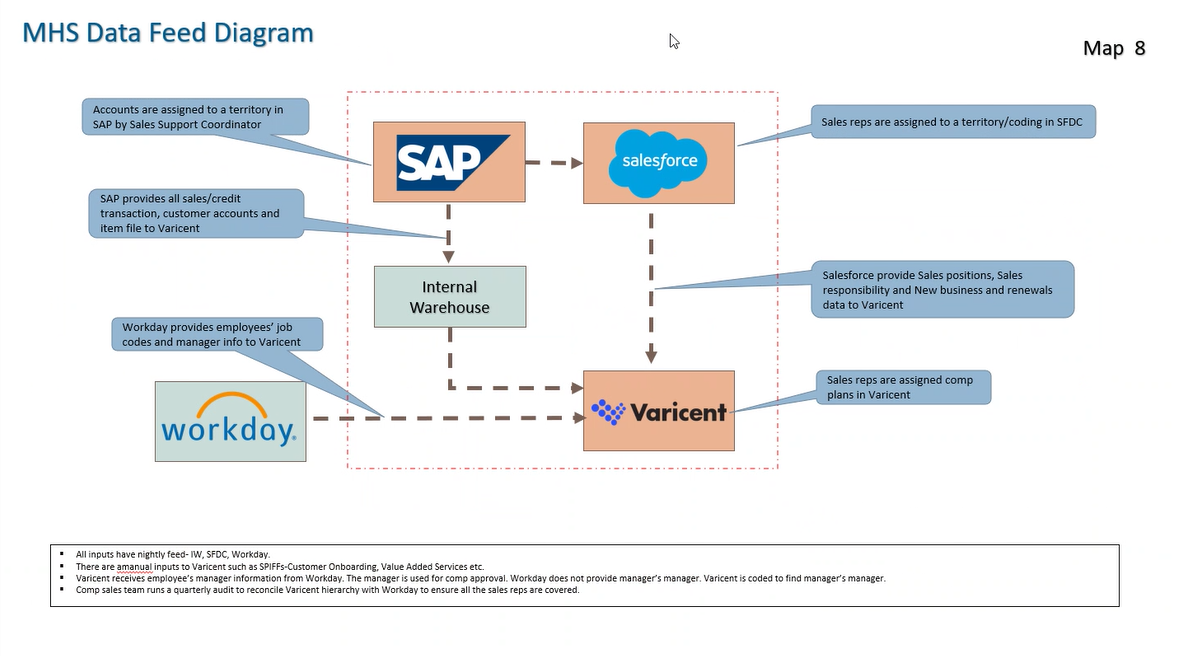 MHS Data Feed Diagram
Map 8
Accounts are assigned to a territory in
SAP by Sales Support Coordinator
SAP
salesforce
Sales reps are assigned to a territory/coding in SFDC
SAP provides all sales/credit
transaction, customer accounts and
item file to Varicent
Internal
Warehouse
Salesforce provide Sales positions, Sales
responsibility and New business and renewals
data to Varicent
Workday provides employees’ job
codes and manager info to Varicent
workday.
Varicent
Sales reps are assigned comp
plans in Varicent
▪ All inputs have nightly feed- IW, SFDC, Workday.
▪ There are amanual inputs to Varicent such as SPIFFs-Customer Onboarding, Value Added Services etc.
▪ Varicent receives employee’s manager information from Workday. The manager is used for comp approval. Workday does not provide manager’s manager. Varicent is coded to find manager’s manager.
▪ Comp sales team runs a quarterly audit to reconcile Varicent hierarchy with Workday to ensure all the sales reps are covered.